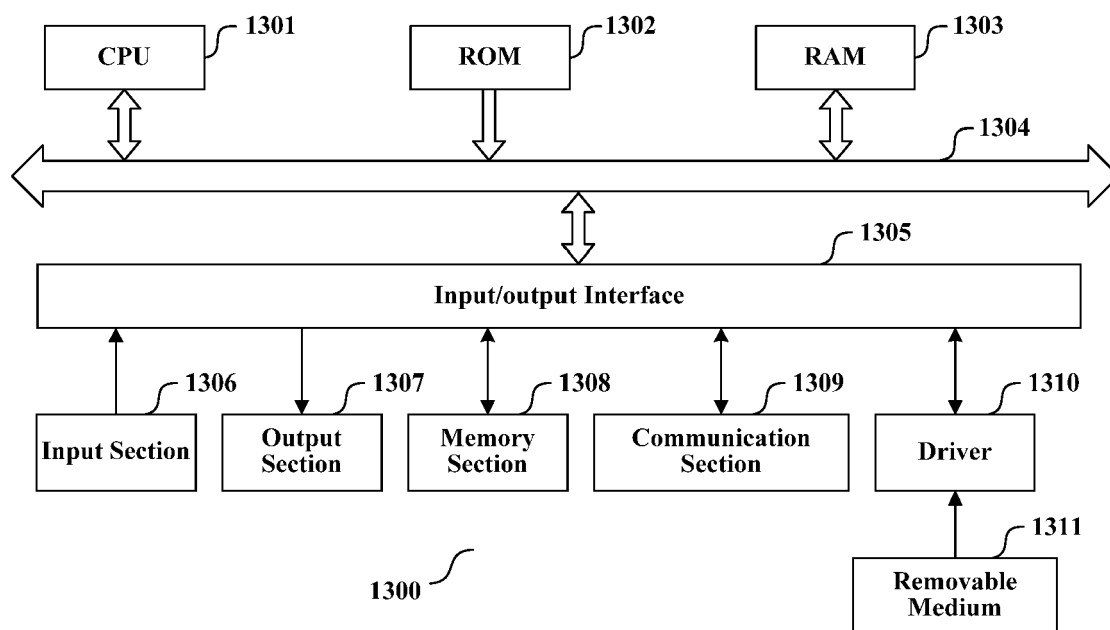 1301
1302
1303
CPU
ROM
RAM
1304
1305
Input/output Interface
1306
1307
1308
1309
1310
Input Section
Output
Section
Memory
Section
Communication
Section
Driver
1311
1300
Removable
Medium